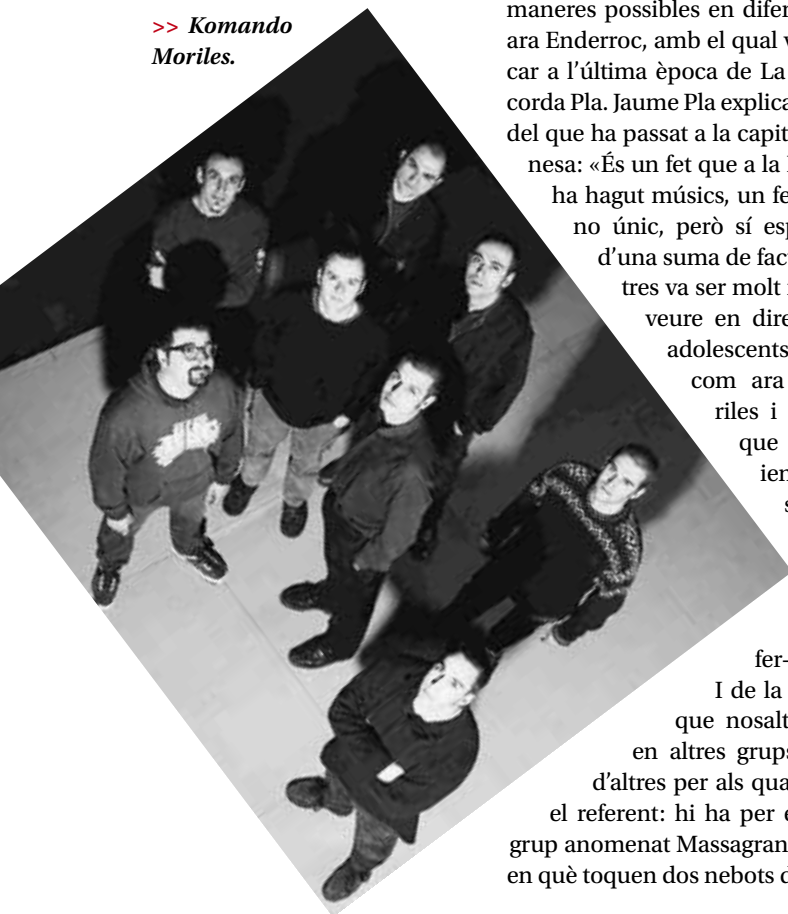 >> Komando
Moriles.
maneres possibles en difer
ara Enderroc, amb el qual
car a l'última època de La
corda Pla. Jaume Pla explica
del que ha passat a la capit
nesa: «És un fet que a la
ha hagut músics, un fe
no únic, però sí esp
d'una suma de fac
tres va ser molt
veure en dire
adolescents
com ara
riles i
que
ien
fer-
I de la
que nosalt
en altres grups
d'altres per als qua
el referent: hi ha per e
grup anomenat Massagran
en què toquen dos nebots d